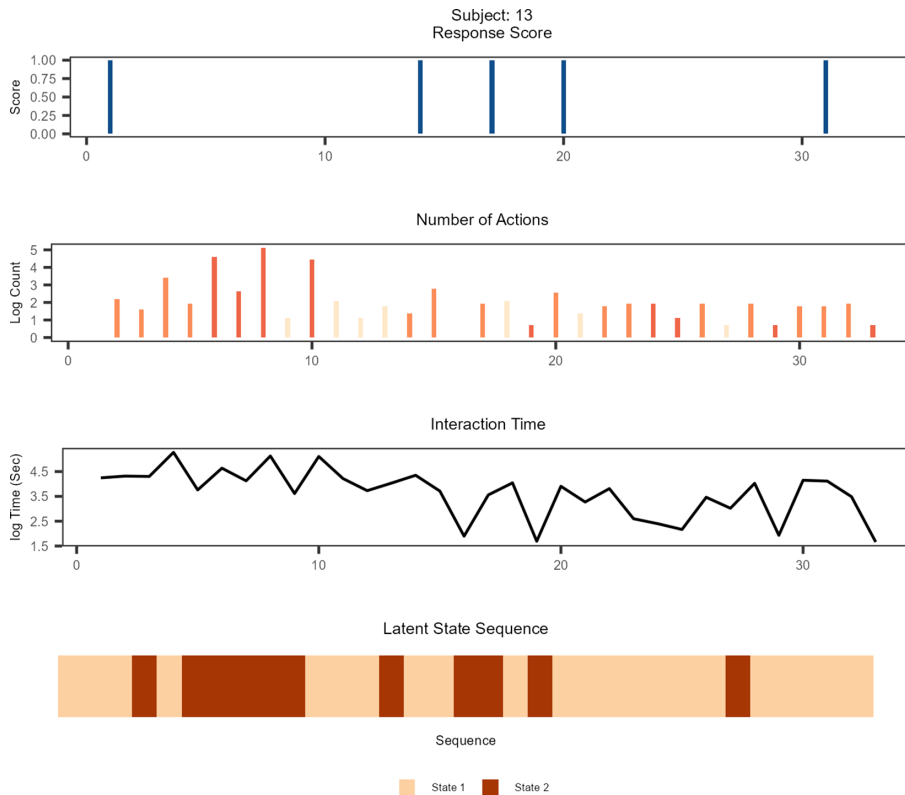 Subject: 13
Response Score
Score
1.00
0.75
0.50
0.25
0.00
0 10 20 30
Number of Actions
Log Count
5
4
3
2
1
0
0 10 20 30
Interaction Time
log Time (Sec)
4.5
3.5
2.5
1.5
0 10 20 30
Latent State Sequence
Sequence
State 1 State 2